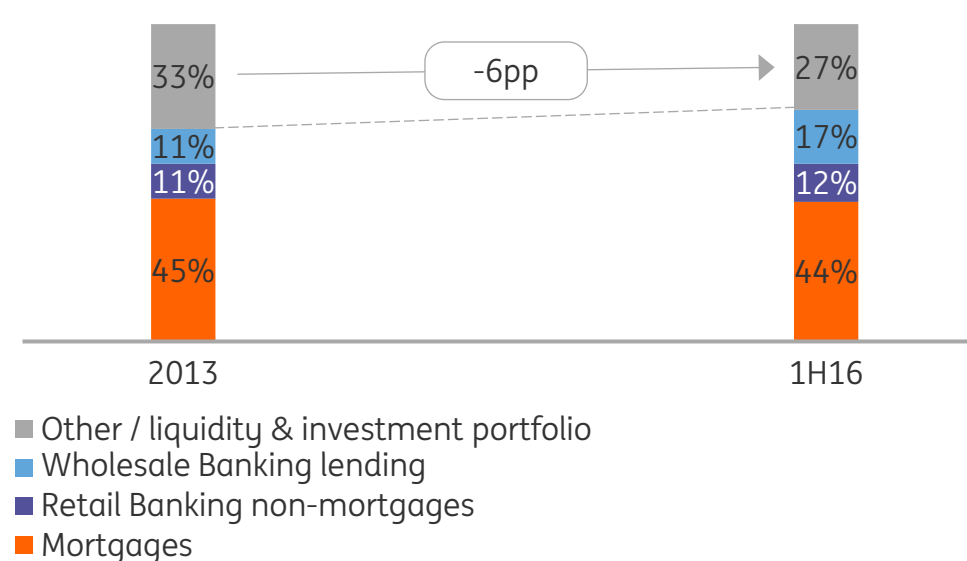 33%
-6pp
27%
11%
17%
11%
12%
45%
44%
2013
1H16
Other / liquidity & investment portfolio
Wholesale Banking lending
Retail Banking non-mortgages
Mortgages